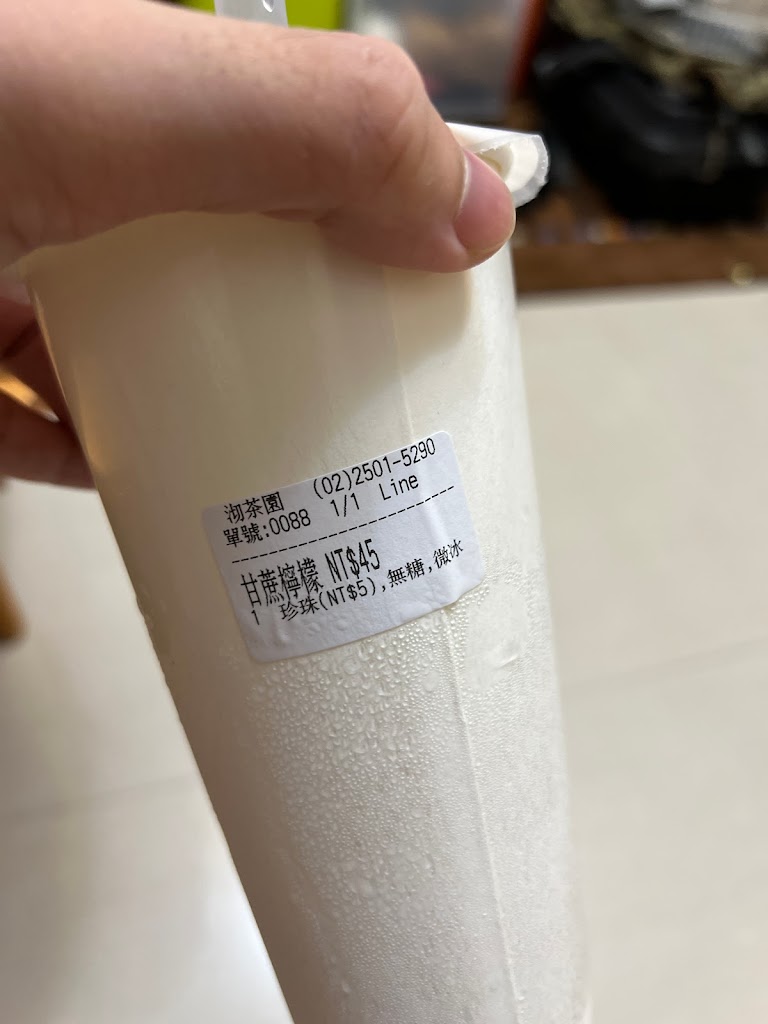 沏茶園 (02)2501-5290
單號:0088 1/1 Line
甘蔗檸檬 NT$45
1 珍珠(NT$5),無糖,微冰